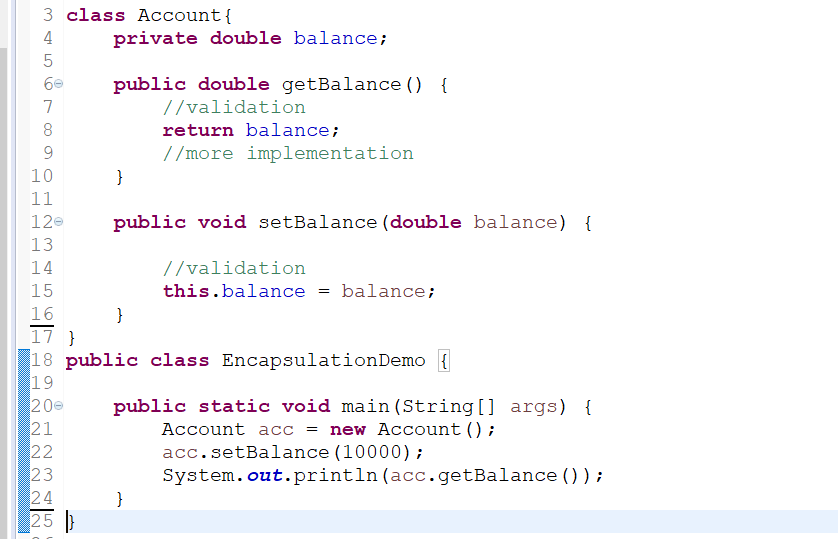 3 class Account{
4 private double balance;
5
6 public double getBalance() {
7 //validation
8 return balance;
9 //more implementation
10 }
11
12 public void setBalance(double balance) {
13
14 //validation
15 this.balance = balance;
16 }
17 }
18 public class EncapsulationDemo {
19
20 public static void main(String[] args) {
21 Account acc = new Account();
22 acc.setBalance(10000);
23 System.out.println(acc.getBalance());
24 }
25 }